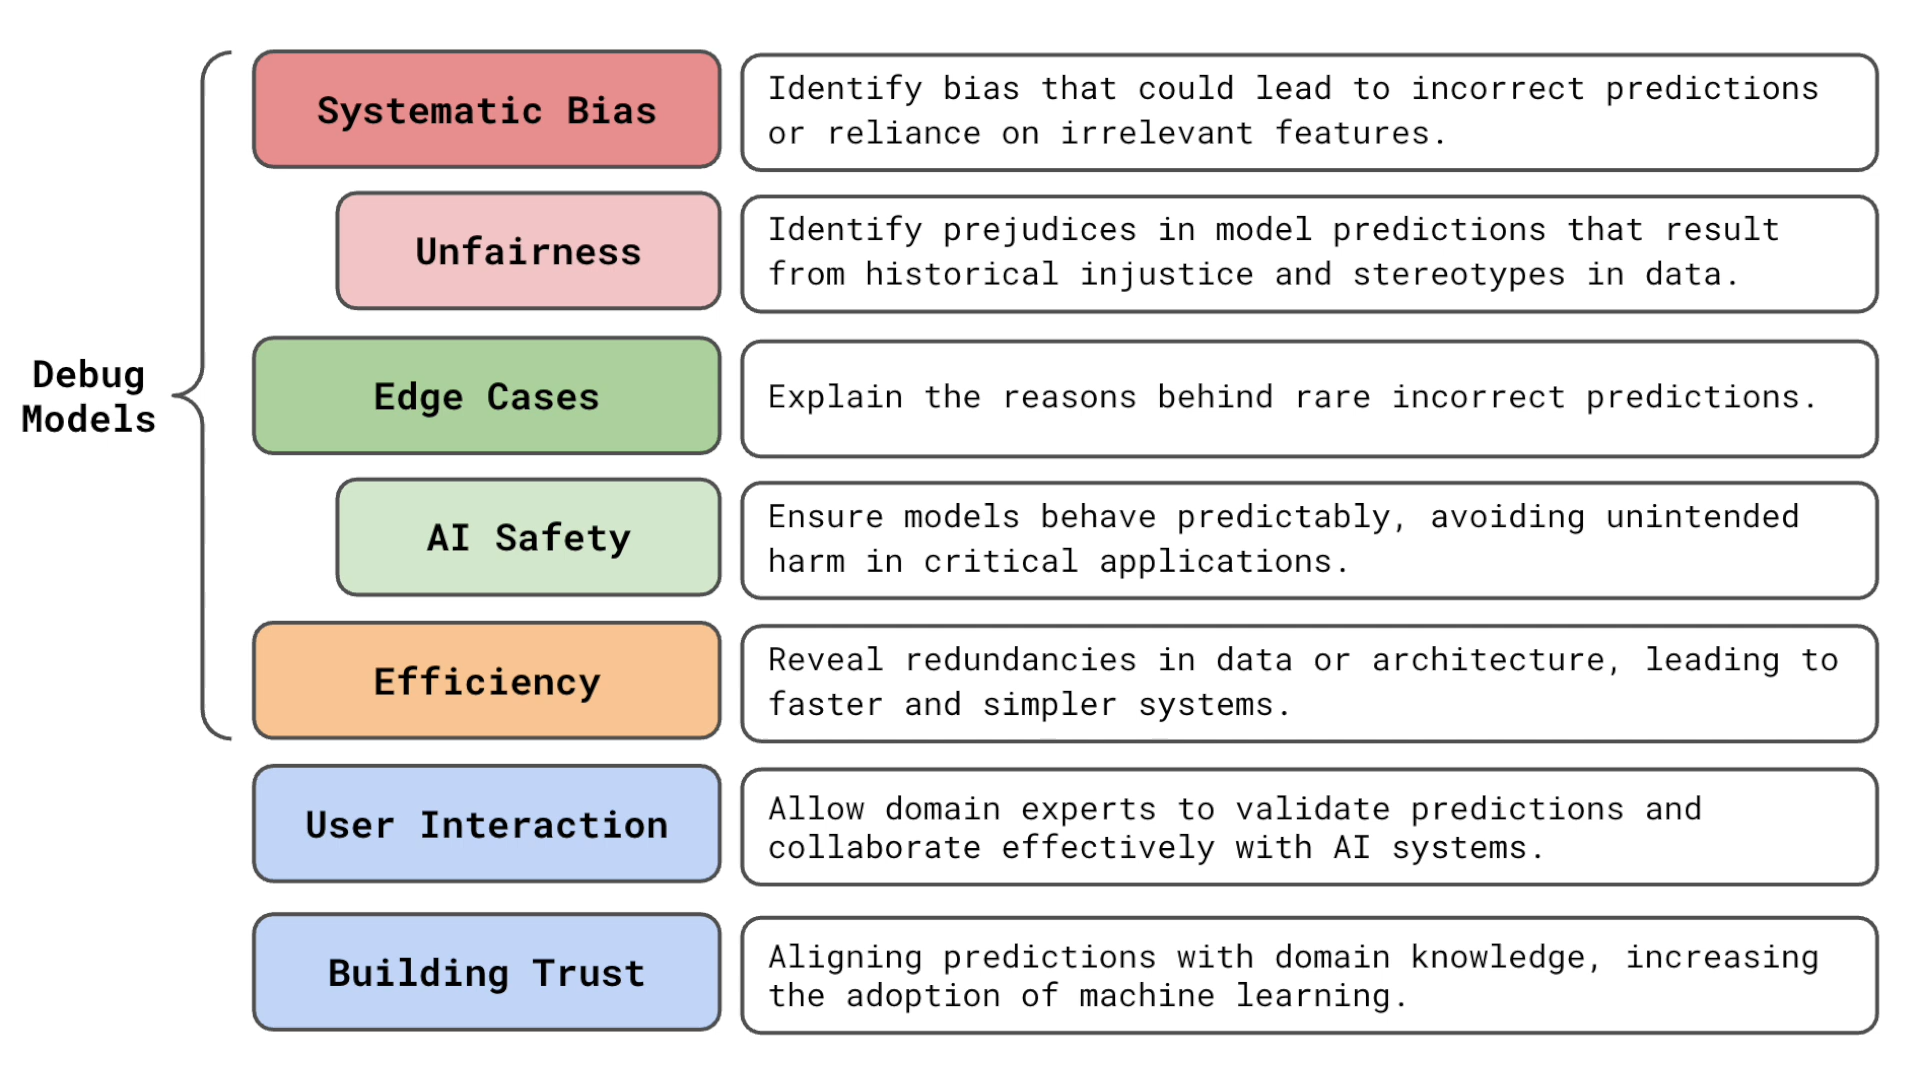 Systematic Bias
Identify bias that could lead to incorrect predictions
or reliance on irrelevant features.
Unfairness
Identify prejudices in model predictions that result
from historical injustice and stereotypes in data.
Debug
Models
Edge Cases
Explain the reasons behind rare incorrect predictions.
AI Safety
Ensure models behave predictably, avoiding unintended
harm in critical applications.
Efficiency
Reveal redundancies in data or architecture, leading to
faster and simpler systems.
User Interaction
Allow domain experts to validate predictions and
collaborate effectively with AI systems.
Building Trust
Aligning predictions with domain knowledge, increasing
the adoption of machine learning.